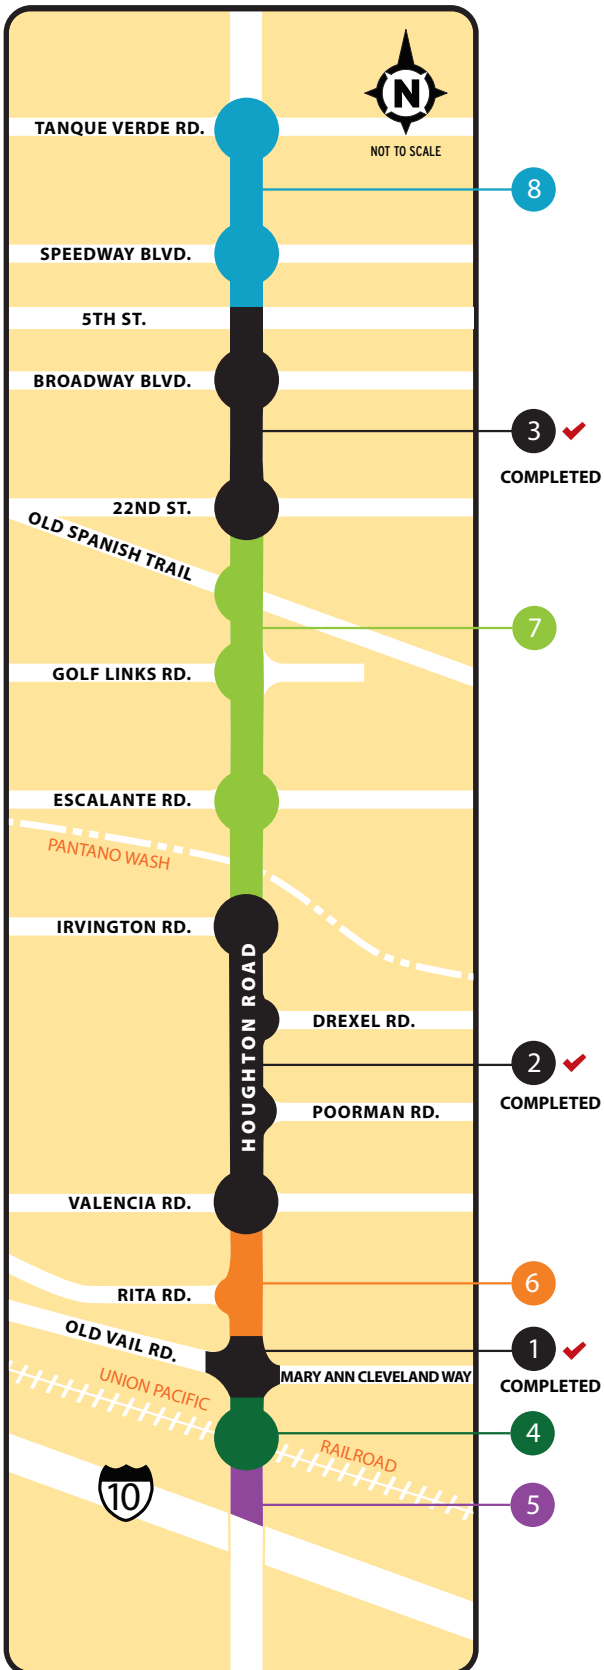 N
NOT TO SCALE
TANQUE VERDE RD.
8
SPEEDWAY BLVD.
5TH ST.
BROADWAY BLVD.
3
COMPLETED
22ND ST.
OLD SPANISH TRAIL
7
GOLF LINKS RD.
ESCALANTE RD.
PANTANO WASH
IRVINGTON RD.
HOUGHTON ROAD
DREXEL RD.
2
COMPLETED
POORMAN RD.
VALENCIA RD.
6
RITA RD.
OLD VAIL RD.
1
COMPLETED
MARY ANN CLEVELAND WAY
UNION PACIFIC
RAILROAD
4
10
5